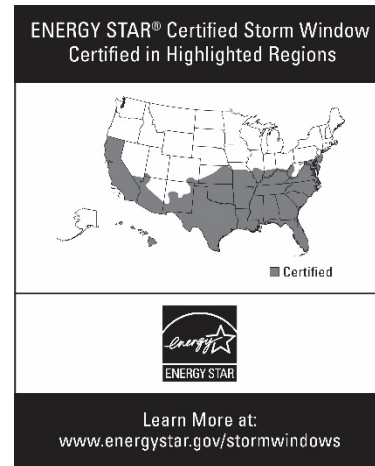 ENERGY STAR® Certified Storm Window
Certified in Highlighted Regions
Certified
energy
ENERGY STAR
Learn More at:
www.energystar.gov/stormwindows